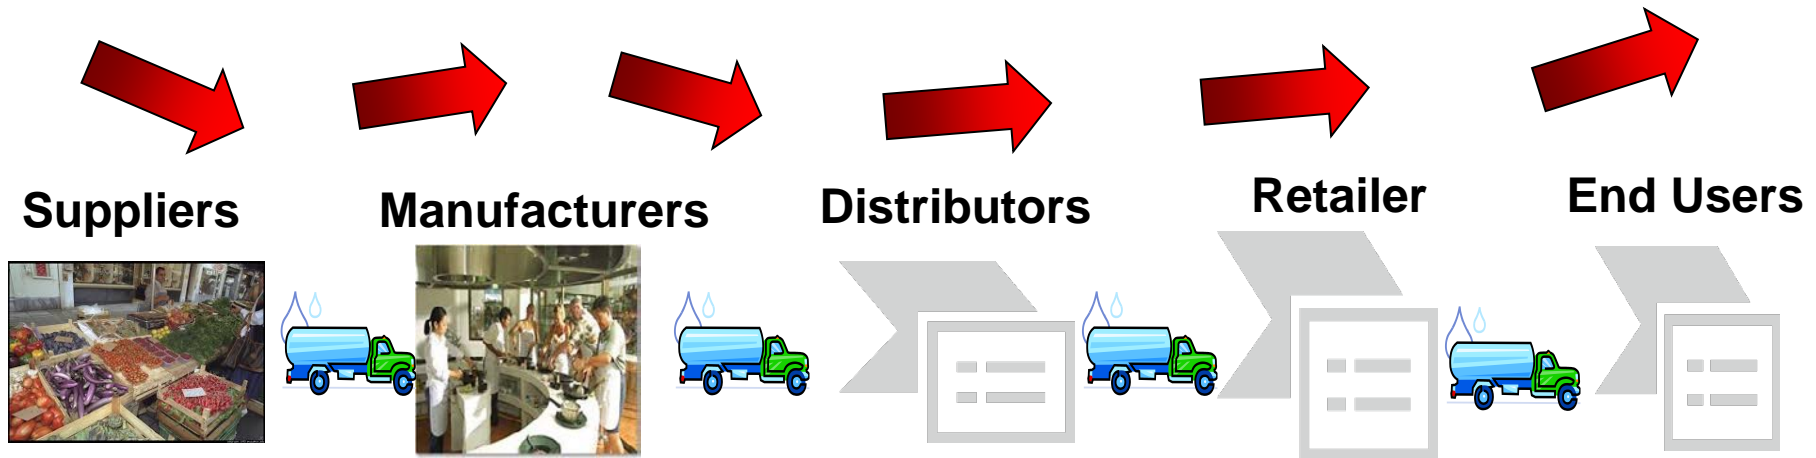 Suppliers
Manufacturers
Distributors
Retailer
End Users